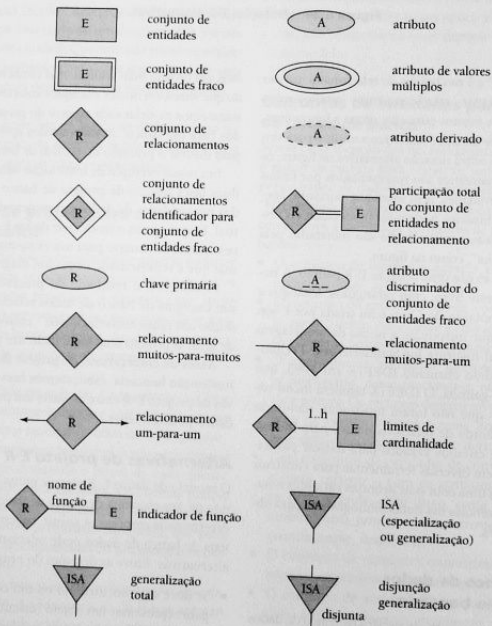 E
conjunto de
entidades
A
atributo
E
conjunto de
entidades fraco
A
atributo de valores
múltiplos
R
conjunto de
relacionamentos
A
atributo derivado
R
conjunto de
relacionamentos
identificador para
conjunto de
entidades fraco
R
E
participação total
do conjunto de
entidades no
relacionamento
R
chave primária
A
atributo
discriminador do
conjunto de
entidades fraco
R
relacionamento
muitos-para-muitos
R
relacionamento
muitos-para-um
R
relacionamento
um-para-um
R
1..h
E
limites de
cardinalidade
nome de
função
R
E
indicador de função
ISA
ISA
(especialização
ou generalização)
ISA
generalização
total
ISA
disjunta
disjunção
generalização